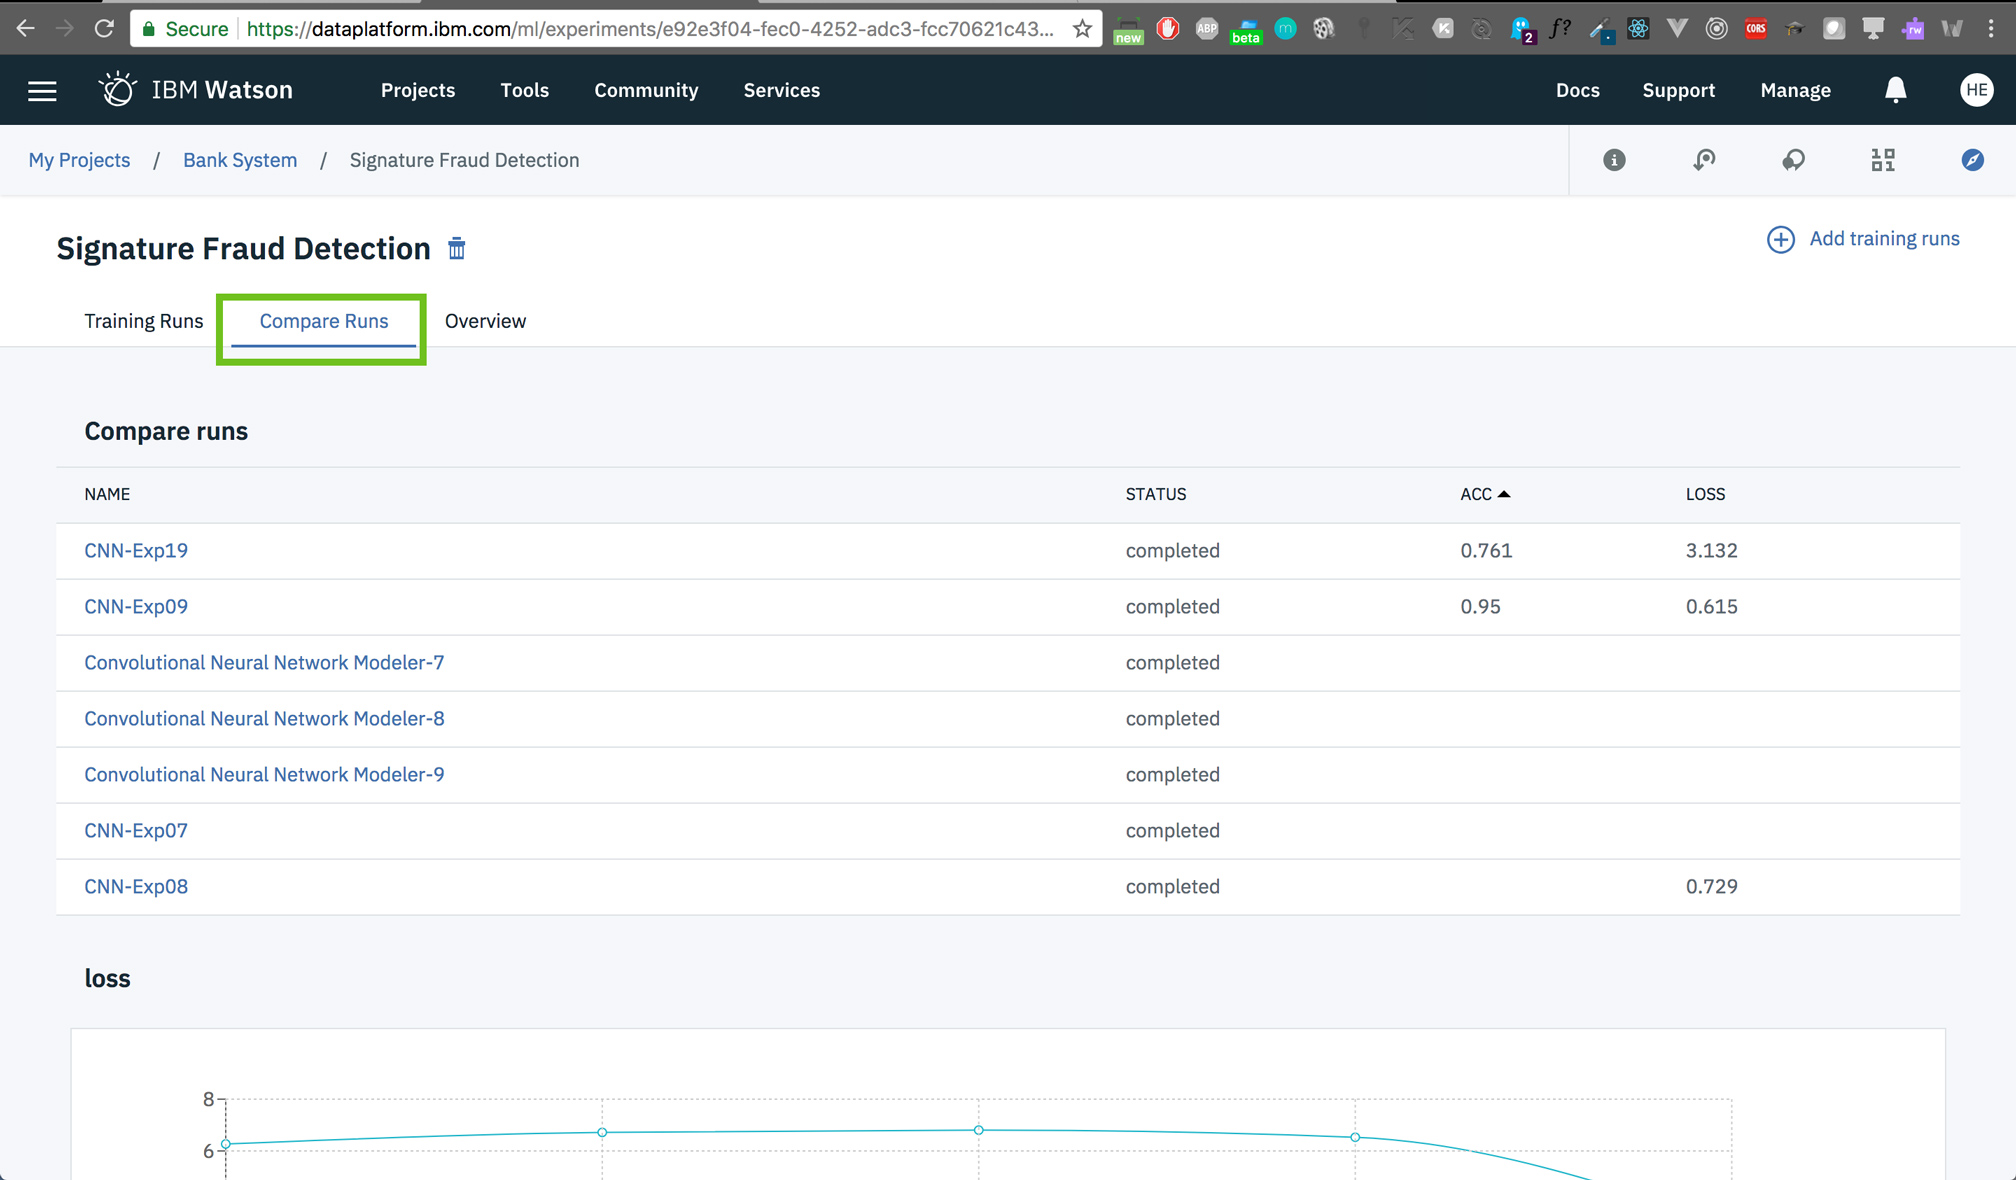 Secure https://dataplatform.ibm.com/ml/experiments/e92e3f04-fec0-4252-adc3-fcc70621c43... new ABP beta m K 2 f? CORS rw
IBM Watson Projects Tools Community Services Docs Support Manage HE
My Projects / Bank System / Signature Fraud Detection
Signature Fraud Detection
Add training runs
Training Runs Compare Runs Overview
Compare runs
NAME STATUS ACC LOSS
CNN-Exp19 completed 0.761 3.132
CNN-Exp09 completed 0.95 0.615
Convolutional Neural Network Modeler-7 completed
Convolutional Neural Network Modeler-8 completed
Convolutional Neural Network Modeler-9 completed
CNN-Exp07 completed
CNN-Exp08 completed 0.729
loss
8
6